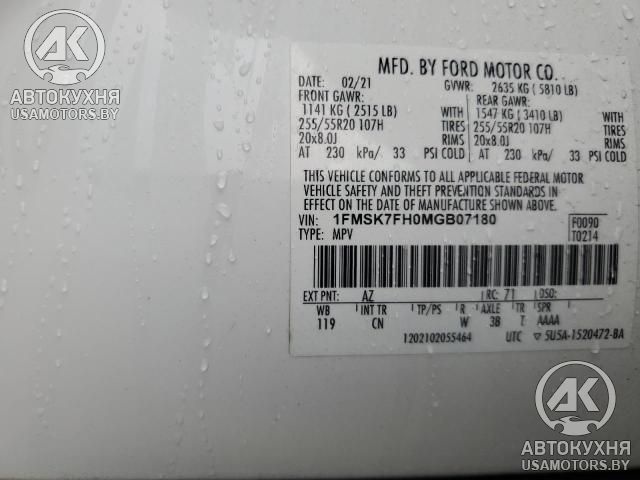 АК
АВТОКУХНЯ
USAMOTORS.BY
MFD. BY FORD MOTOR CO.
DATE: 02/21 GVWR: 2635 KG ( 5810 LB)
FRONT GAWR: REAR GAWR:
1141 KG ( 2515 LB) WITH 1547 KG ( 3410 LB) WITH
255/55R20 107H TIRES 255/55R20 107H TIRES
20x8.0J RIMS 20x8.0J RIMS
AT 230 kPa/ 33 PSI COLD AT 230 kPa/ 33 PSI COLD
THIS VEHICLE CONFORMS TO ALL APPLICABLE FEDERAL MOTOR
VEHICLE SAFETY AND THEFT PREVENTION STANDARDS IN
EFFECT ON THE DATE OF MANUFACTURE SHOWN ABOVE.
VIN: 1FMSK7FH0MGB07180 F0090
TYPE: MPV T0214
EXT PNT: AZ RC: 71 DSO:
WB INT TR TP/PS R AXLE TR SPR
119 CN W 38 T AAAA
1202102055464 UTC ▽ 5U5A-1520472-BA
АК
АВТОКУХНЯ
USAMOTORS.BY